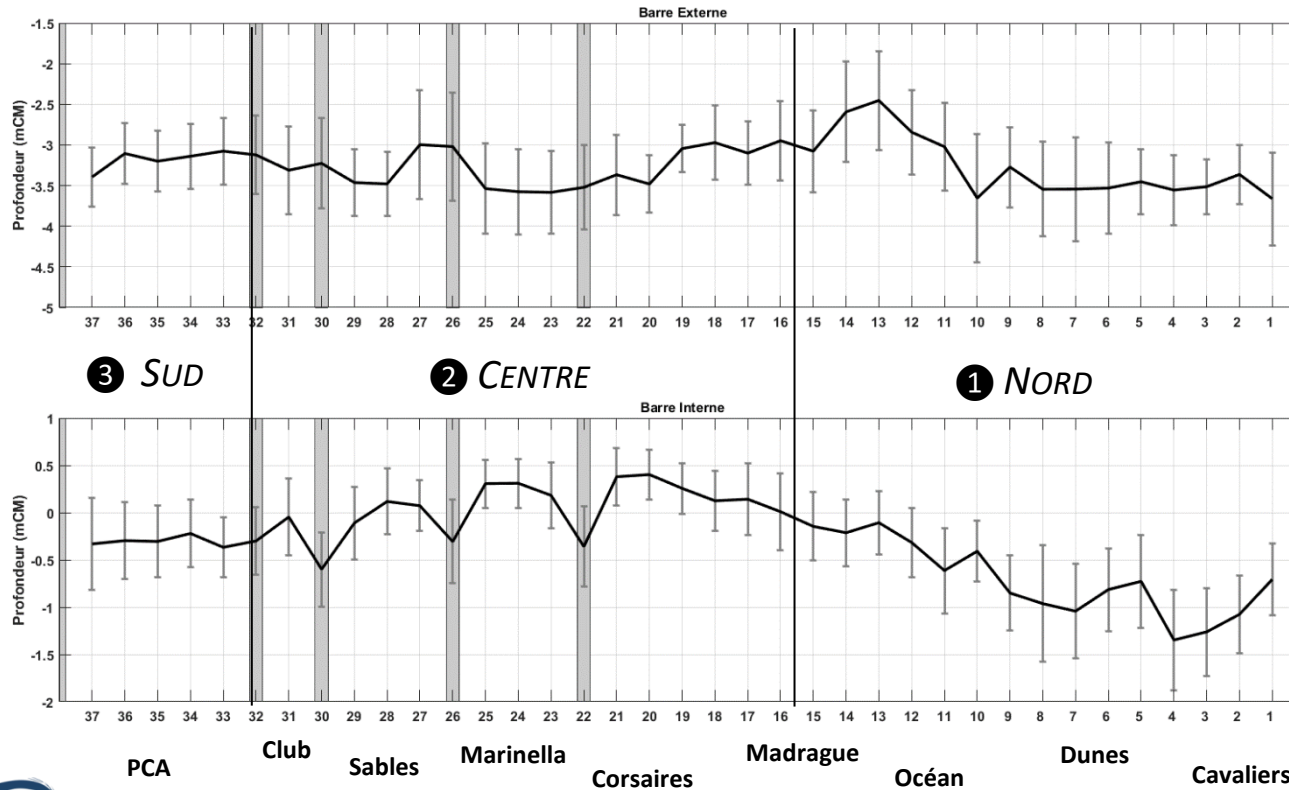 Barre Externe
Profondeur (mCM)
-1.5
-2
-2.5
-3
-3.5
-4
-4.5
-5
37 36 35 34 33 32 31 30 29 28 27 26 25 24 23 22 21 20 19 18 17 16 15 14 13 12 11 10 9 8 7 6 5 4 3 2 1
3 SUD 2 CENTRE 1 NORD
Barre Interne
Profondeur (mCM)
1
0.5
0
-0.5
-1
-1.5
-2
37 36 35 34 33 32 31 30 29 28 27 26 25 24 23 22 21 20 19 18 17 16 15 14 13 12 11 10 9 8 7 6 5 4 3 2 1
PCA Club Sables Marinella Corsaires Madrague Océan Dunes Cavaliers